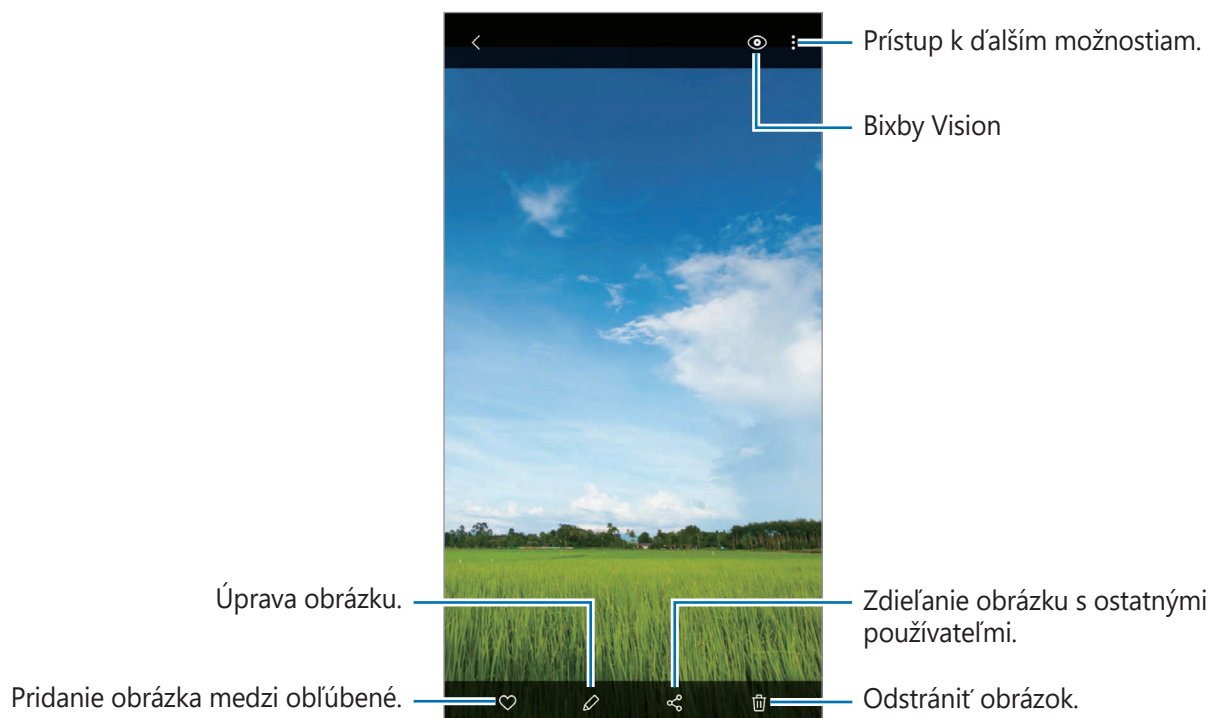 Prístup k ďalším možnostiam.
Bixby Vision
Úprava obrázku.
Zdieľanie obrázku s ostatnými
používateľmi.
Pridanie obrázka medzi obľúbené.
Odstrániť obrázok.